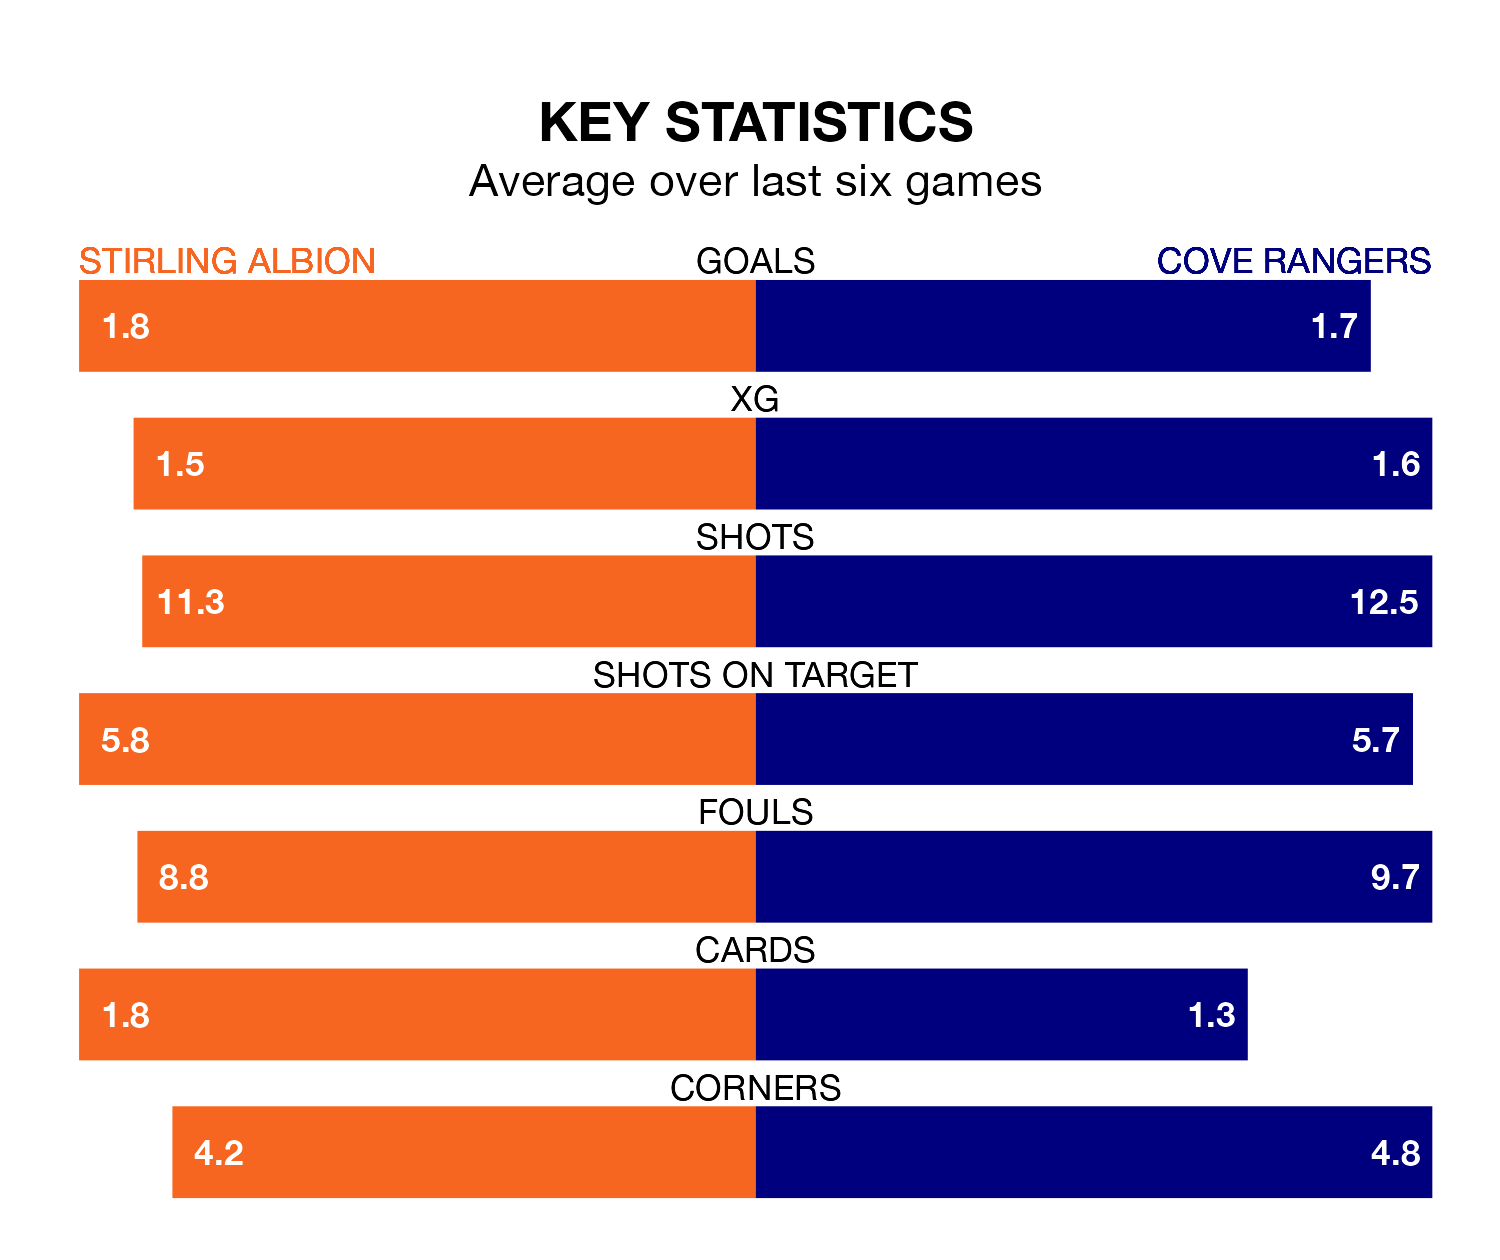 KEY STATISTICS
Average over last six games
STIRLING ALBION GOALS COVE RANGERS
1.8 1.7
XG
1.5 1.6
SHOTS
11.3 12.5
SHOTS ON TARGET
5.8 5.7
FOULS
8.8 9.7
CARDS
1.8 1.3
CORNERS
4.2 4.8